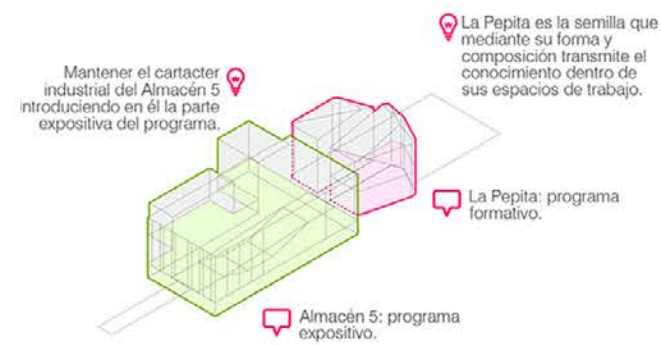 Mantener el cartacter
industrial del Almacén 5
introduciendo en él la parte
expositiva del programa.
La Pepita es la semilla que
mediante su forma y
composición transmite el
conocimiento dentro de
sus espacios de trabajo.
La Pepita: programa
formativo.
Almacén 5: programa
expositivo.